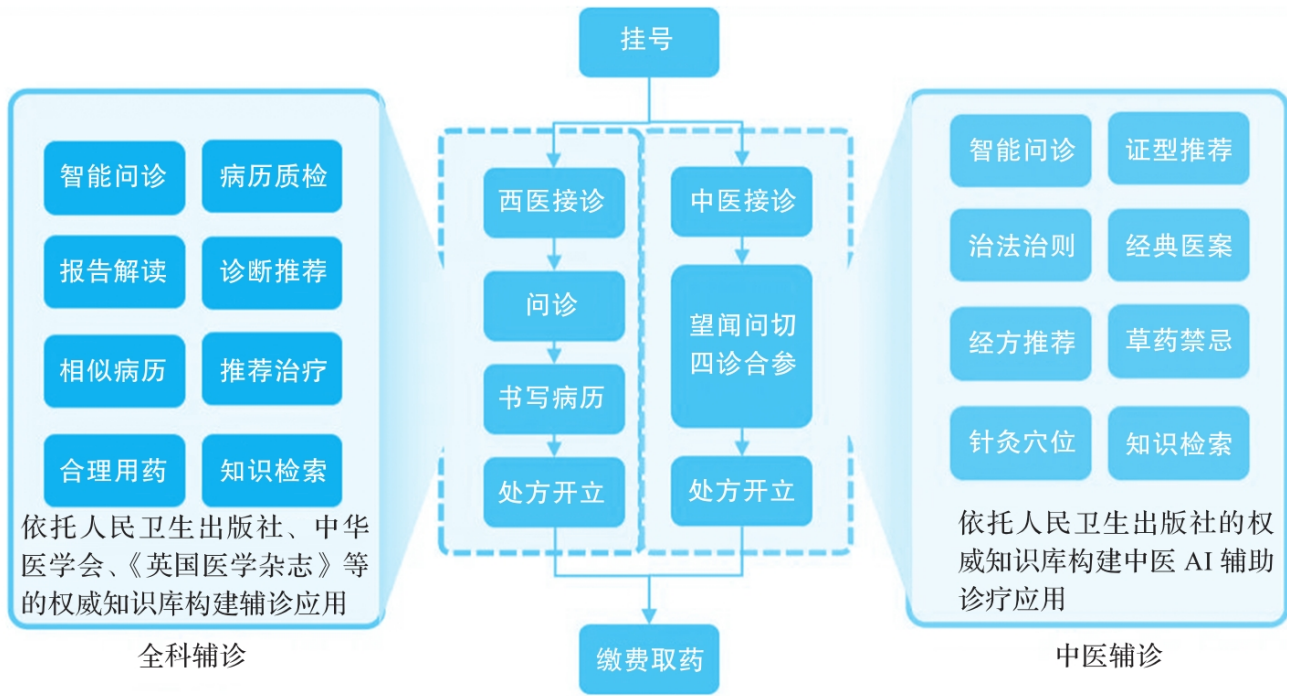 挂号
智能问诊
病历质检
报告解读
诊断推荐
相似病历
推荐治疗
合理用药
知识检索
依托人民卫生出版社、中华
医学会、《英国医学杂志》等
的权威知识库构建辅诊应用
全科辅诊
西医接诊
问诊
书写病历
处方开立
中医接诊
望闻问切
四诊合参
处方开立
缴费取药
智能问诊
证型推荐
治法治则
经典医案
经方推荐
草药禁忌
针灸穴位
知识检索
依托人民卫生出版社的权
威知识库构建中医 AI 辅助
诊疗应用
中医辅诊